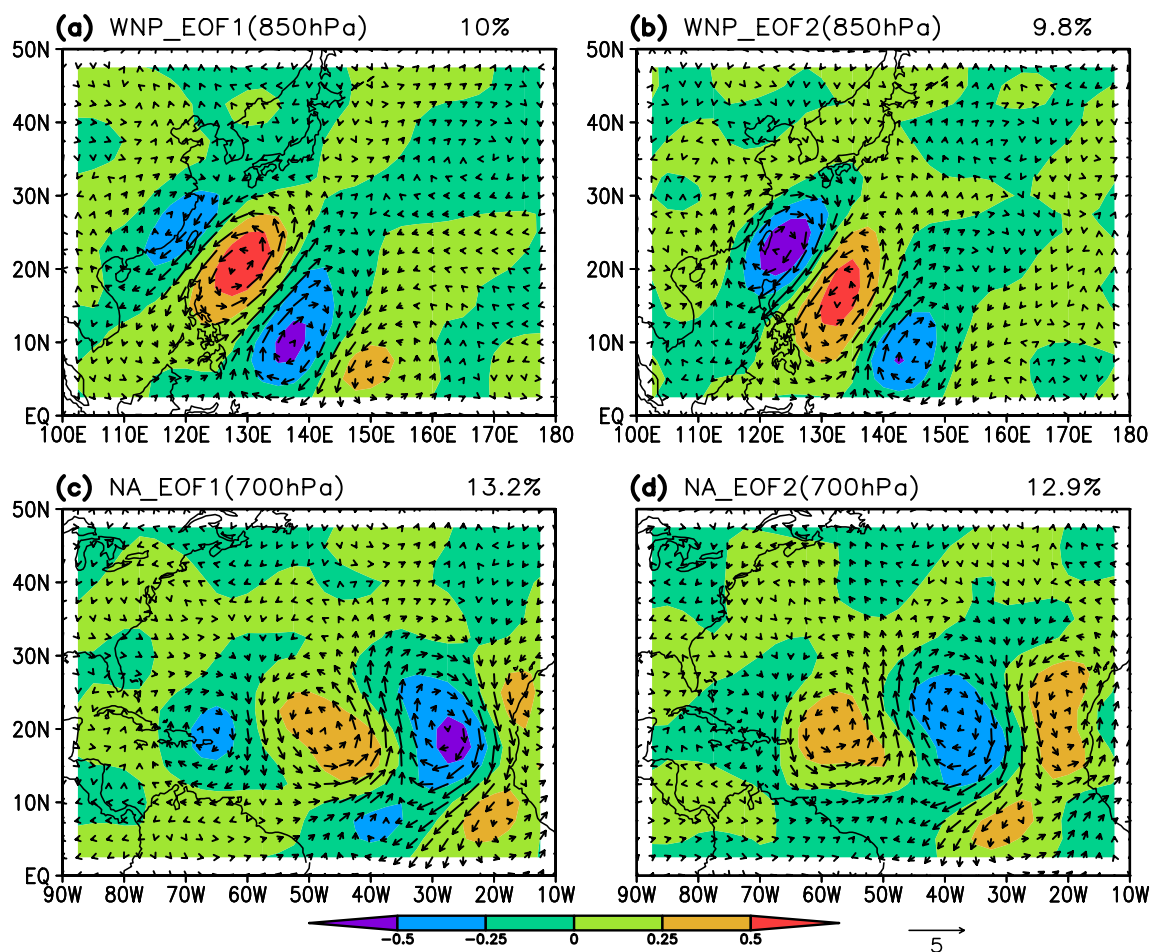 (a) WNP_EOF1(850hPa) 10% (b) WNP_EOF2(850hPa) 9.8%
50N 50N
40N 40N
30N 30N
20N 20N
10N 10N
EQ EQ
100E 110E 120E 130E 140E 150E 160E 170E 180 100E 110E 120E 130E 140E 150E 160E 170E 180
(c) NA_EOF1(700hPa) 13.2% (d) NA_EOF2(700hPa) 12.9%
50N 50N
40N 40N
30N 30N
20N 20N
10N 10N
EQ EQ
90W 80W 70W 60W 50W 40W 30W 20W 10W 90W 80W 70W 60W 50W 40W 30W 20W 10W
-0.5 -0.25 0 0.25 0.5 5